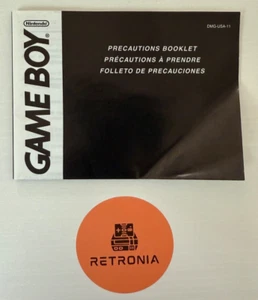 Nintendo
GAME BOY
DMG-USA-11
PRECAUTIONS BOOKLET
PRÉCAUTIONS À PRENDRE
FOLLETO DE PRECAUCIONES
RETRONIA